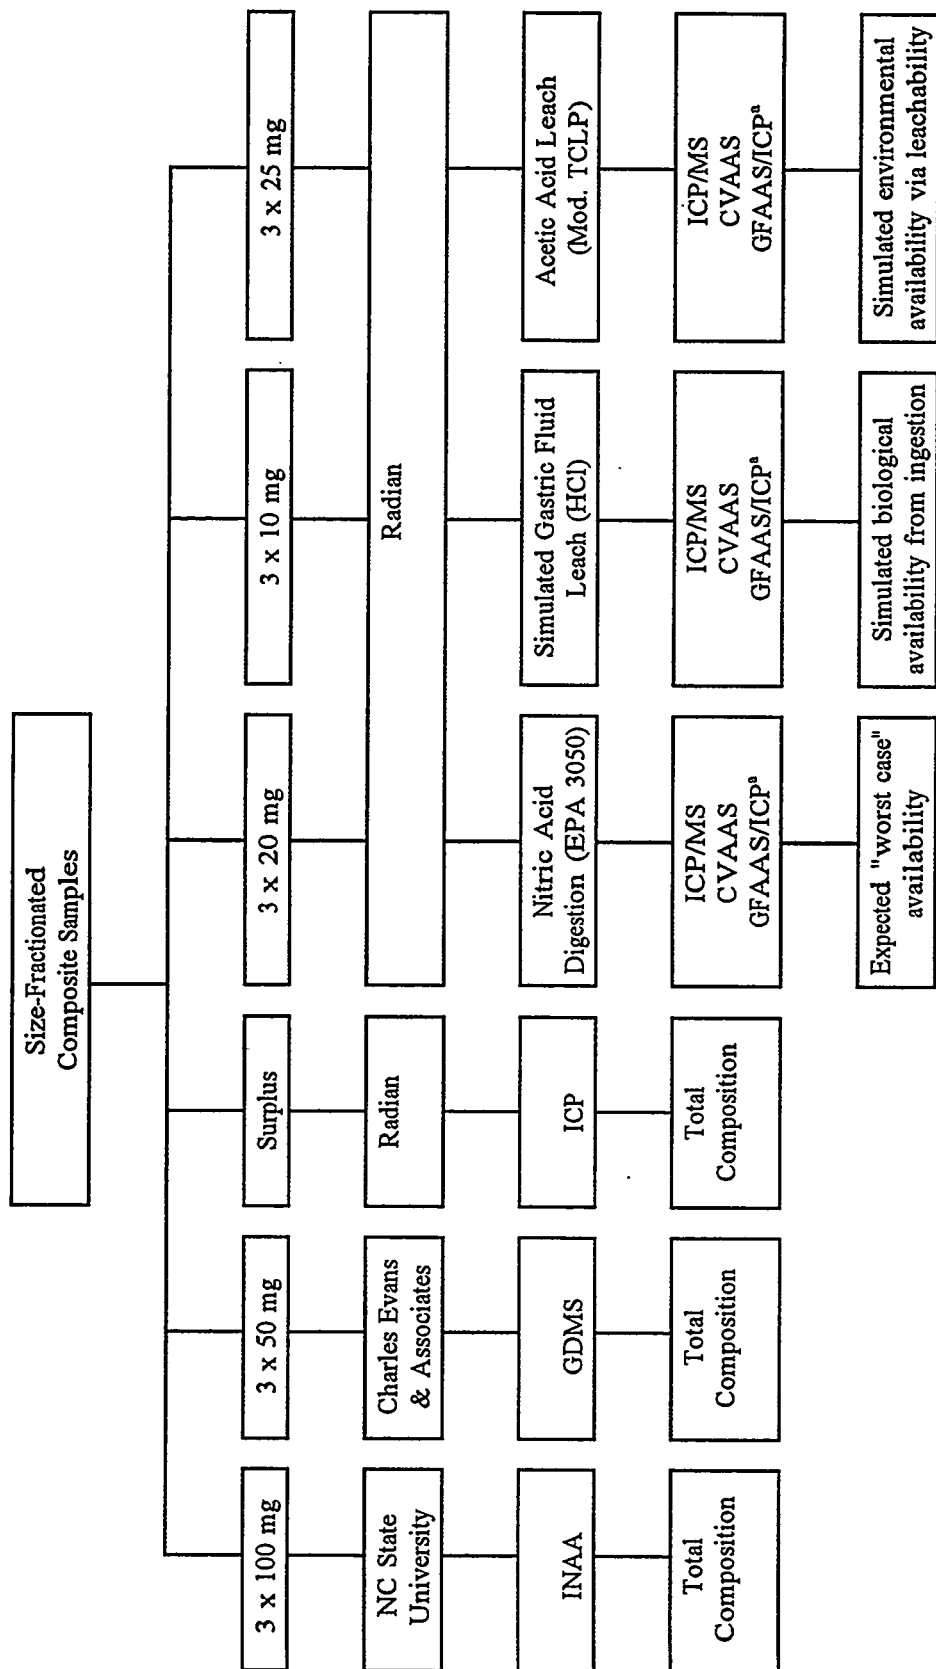 Size-Fractionated
Composite Samples
3 x 100 mg
3 x 50 mg
Surplus
3 x 20 mg
3 x 10 mg
3 x 25 mg
NC State
University
Charles Evans
& Associates
Radian
Radian
INAA
GDMS
ICP
Nitric Acid
Digestion (EPA 3050)
Simulated Gastric Fluid
Leach (HCl)
Acetic Acid Leach
(Mod. TCLP)
Total
Composition
Total
Composition
Total
Composition
ICP/MS
CVAAS
GFAAS/ICPᵃ
ICP/MS
CVAAS
GFAAS/ICPᵃ
ICP/MS
CVAAS
GFAAS/ICPᵃ
Expected "worst case"
availability
Simulated biological
availability from ingestion
Simulated environmental
availability via leachability